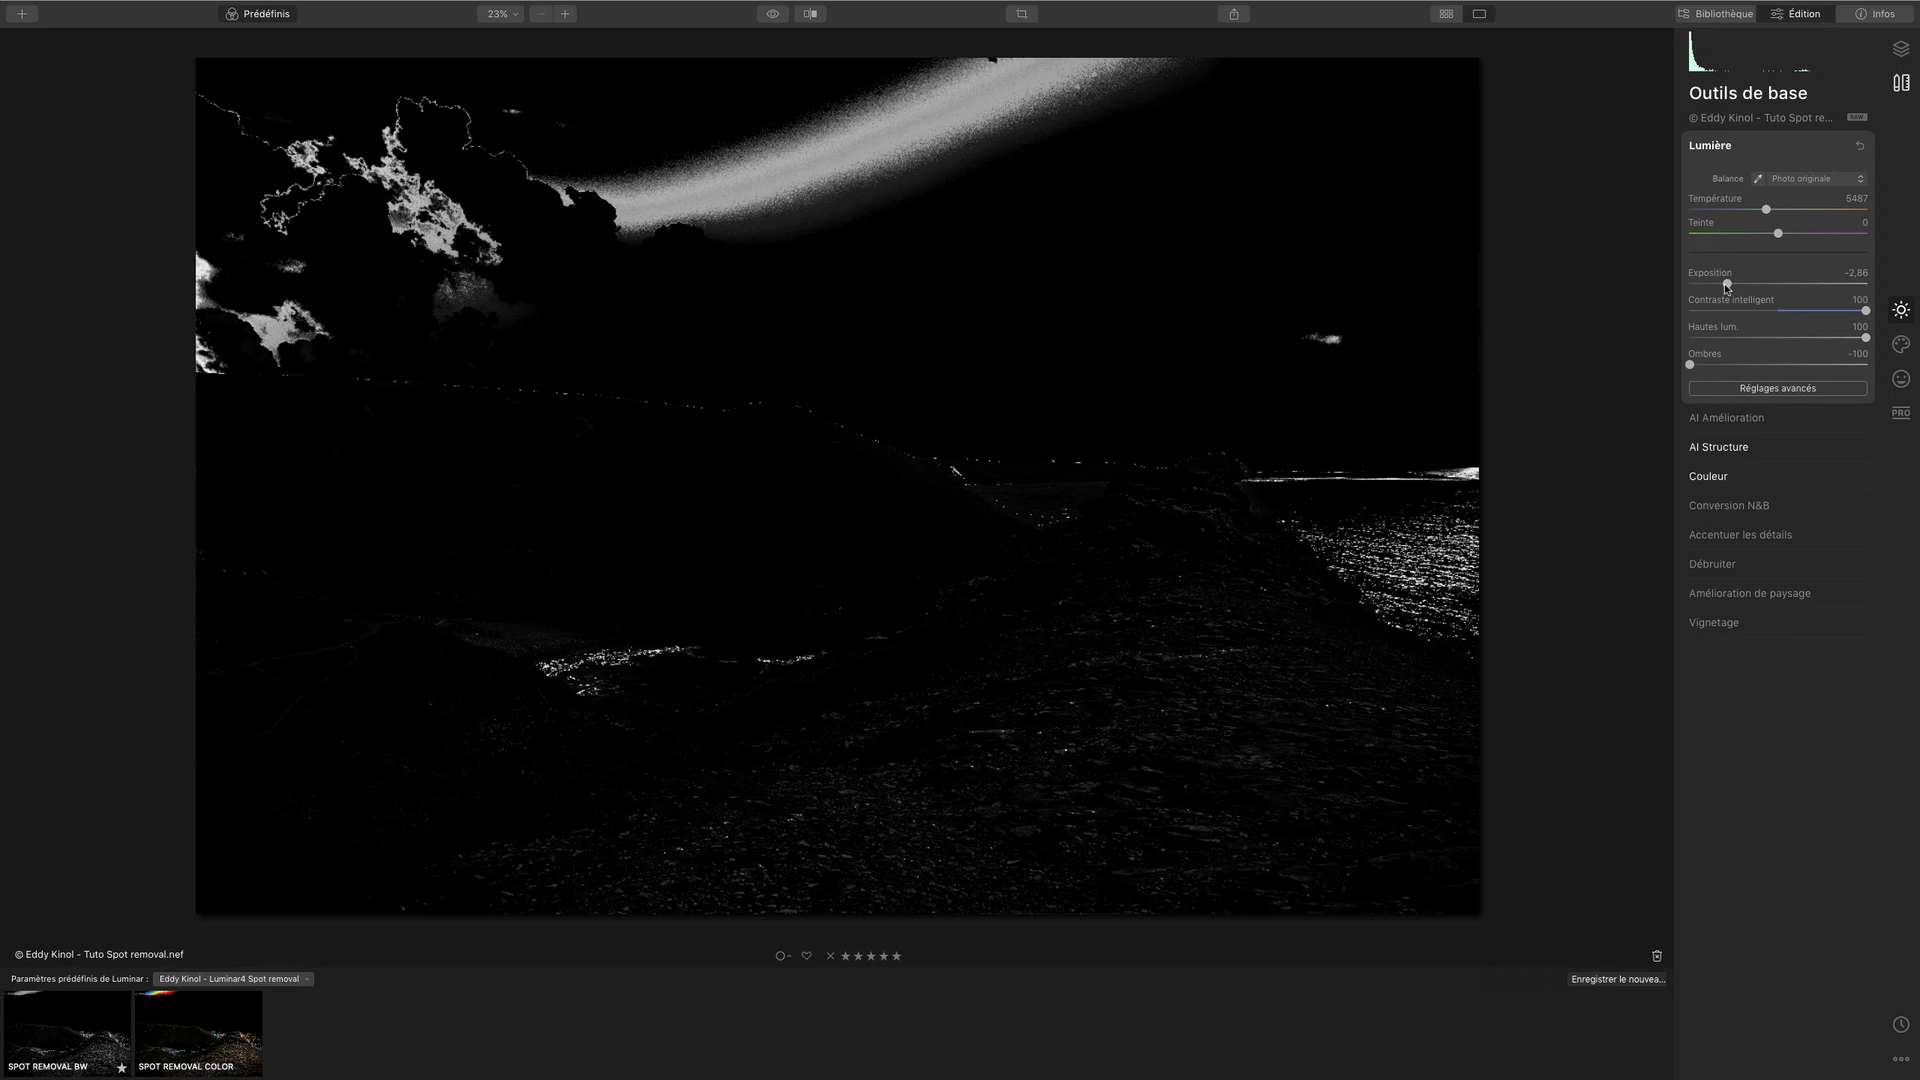 Prédéfinis
23%
Bibliothèque
Édition
Infos
Outils de base
© Eddy Kinol - Tuto Spot re...
RAW
Lumière
Balance
Photo originale
Température 5487
Teinte 0
Exposition -2,86
Contraste intelligent 100
Hautes lum. 100
Ombres -100
Réglages avancés
AI Amélioration
AI Structure
Couleur
Conversion N&B
Accentuer les détails
Débruiter
Amélioration de paysage
Vignetage
PRO
© Eddy Kinol - Tuto Spot removal.nef
Paramètres prédéfinis de Luminar :
Eddy Kinol - Luminar4 Spot removal
Enregistrer le nouvea...
SPOT REMOVAL BW
SPOT REMOVAL COLOR